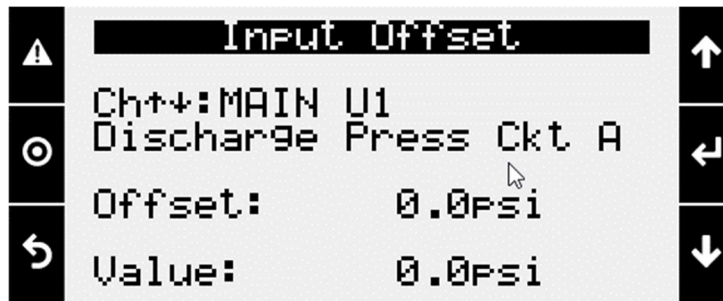 Input Offset
Ch↑↓:MAIN U1
Discharge Press Ckt A
Offset: 0.0psi
Value: 0.0psi